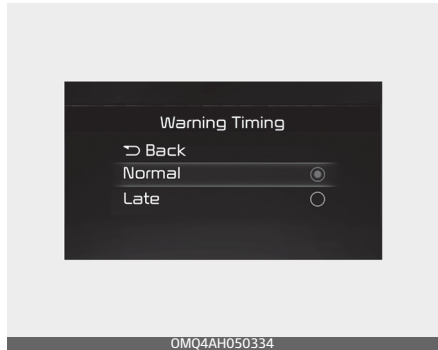 Warning Timing
Back
Normal
Late
OMQ4AH050334